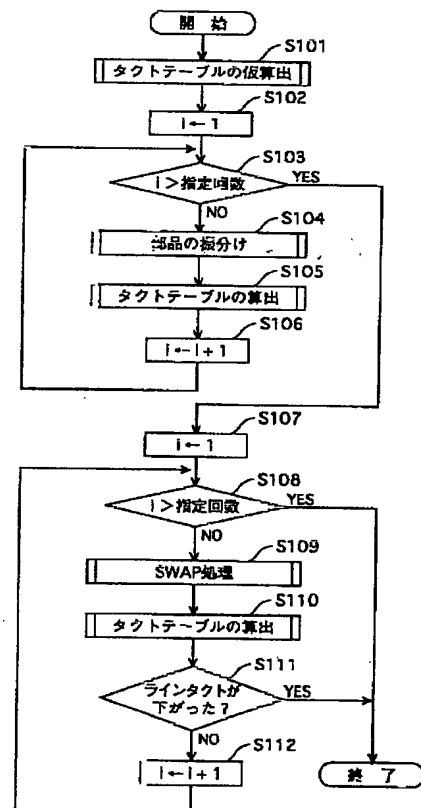 開 始
S101
タクトテーブルの仮算出
S102
i ← 1
S103
i > 指定回数
YES
NO
S104
部品の振分け
S105
タクトテーブルの算出
S106
i ← i + 1
S107
i ← 1
S108
i > 指定回数
YES
NO
S109
SWAP処理
S110
タクトテーブルの算出
S111
ラインタクトが
下がった?
YES
NO
S112
i ← i + 1
終 了